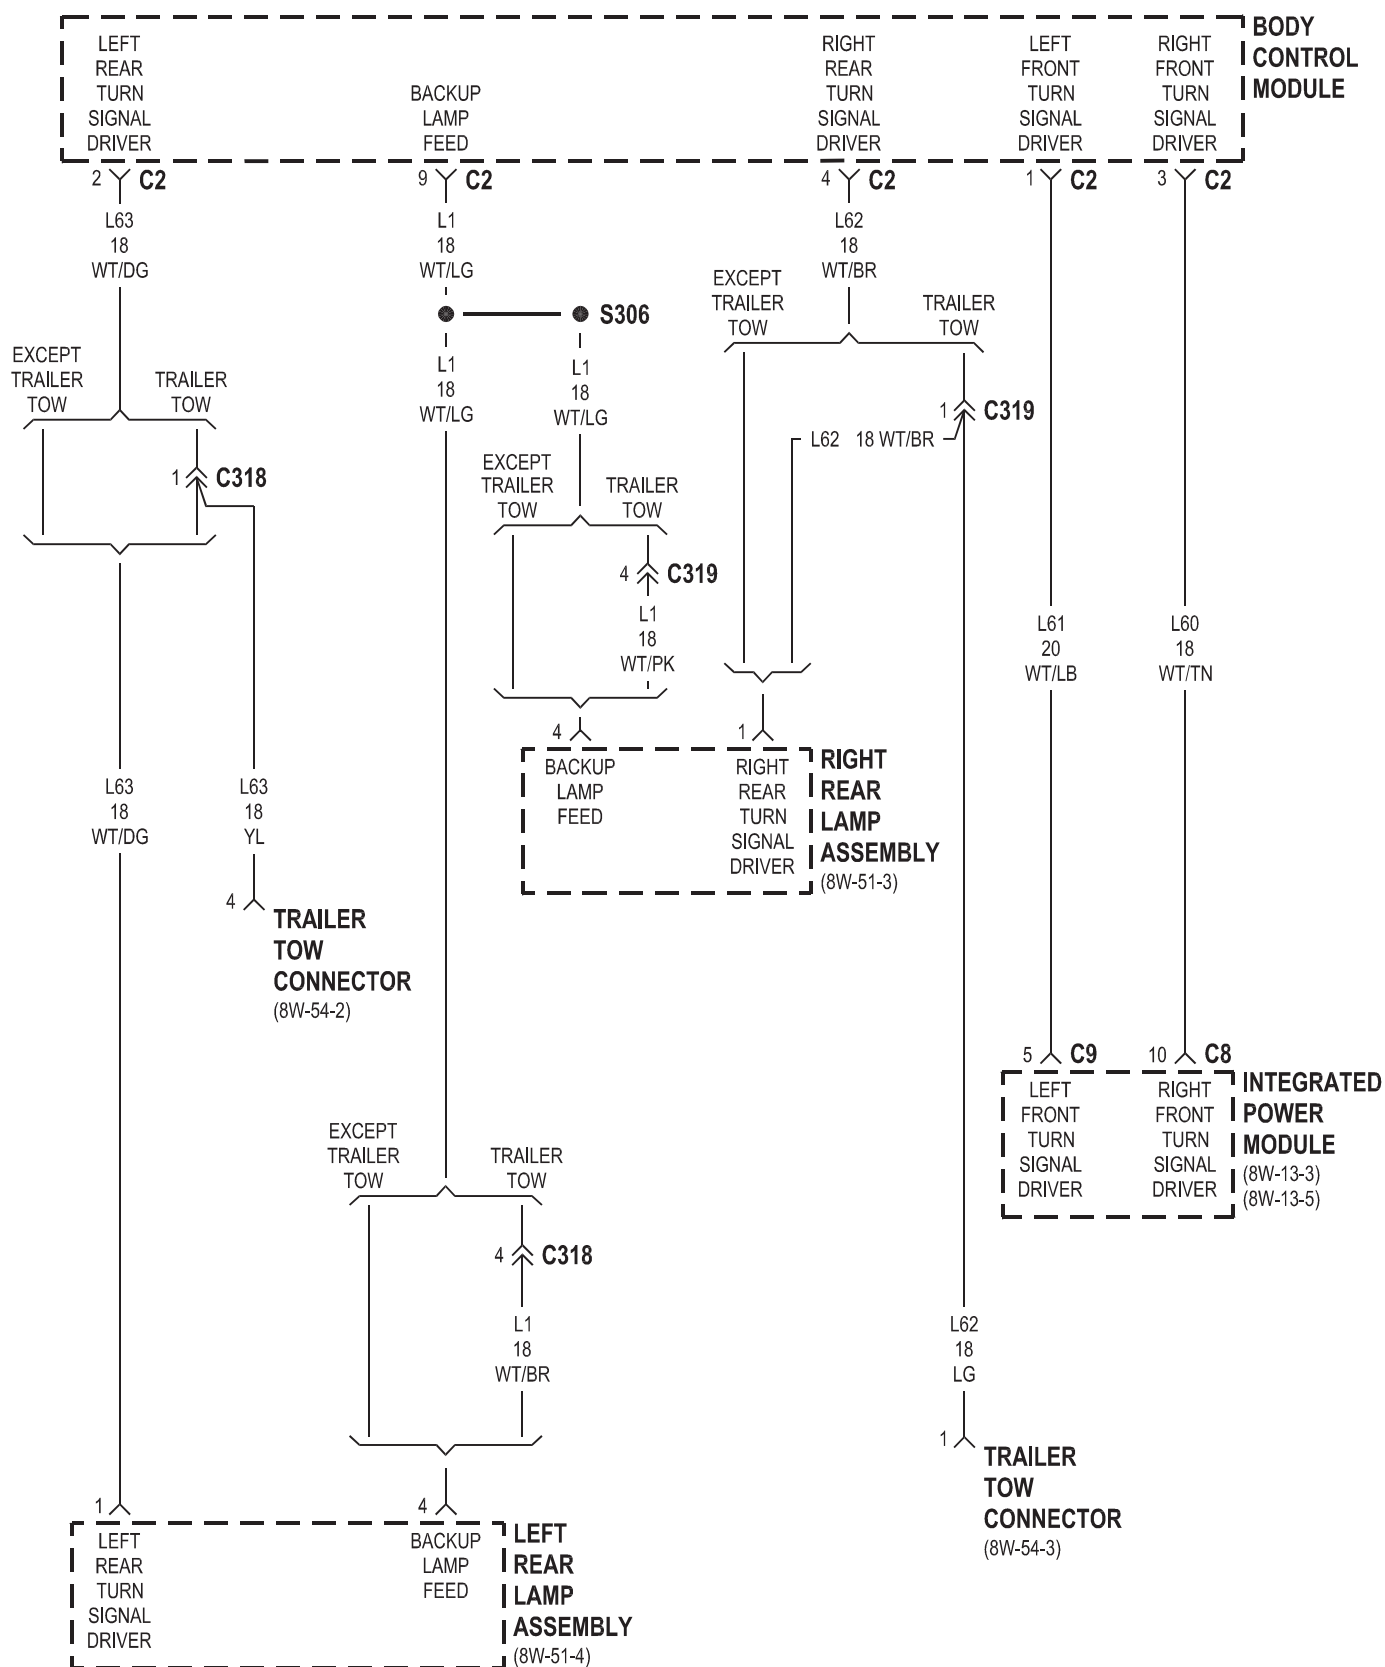 BODY
CONTROL
MODULE
LEFT
REAR
TURN
SIGNAL
DRIVER
BACKUP
LAMP
FEED
RIGHT
REAR
TURN
SIGNAL
DRIVER
LEFT
FRONT
TURN
SIGNAL
DRIVER
RIGHT
FRONT
TURN
SIGNAL
DRIVER
2 C2
9 C2
4 C2
1 C2
3 C2
L63
18
WT/DG
L1
18
WT/LG
L62
18
WT/BR
S306
EXCEPT
TRAILER
TOW
TRAILER
TOW
1 C319
L62 18 WT/BR
EXCEPT
TRAILER
TOW
TRAILER
TOW
1 C318
L1
18
WT/LG
L1
18
WT/LG
EXCEPT
TRAILER
TOW
TRAILER
TOW
4 C319
L1
18
WT/PK
L61
20
WT/LB
L60
18
WT/TN
4
1
BACKUP
LAMP
FEED
RIGHT
REAR
TURN
SIGNAL
DRIVER
RIGHT
REAR
LAMP
ASSEMBLY
(8W-51-3)
L63
18
WT/DG
L63
18
YL
4
TRAILER
TOW
CONNECTOR
(8W-54-2)
5 C9
10 C8
LEFT
FRONT
TURN
SIGNAL
DRIVER
RIGHT
FRONT
TURN
SIGNAL
DRIVER
INTEGRATED
POWER
MODULE
(8W-13-3)
(8W-13-5)
EXCEPT
TRAILER
TOW
TRAILER
TOW
4 C318
L1
18
WT/BR
L62
18
LG
1
TRAILER
TOW
CONNECTOR
(8W-54-3)
1
4
LEFT
REAR
TURN
SIGNAL
DRIVER
BACKUP
LAMP
FEED
LEFT
REAR
LAMP
ASSEMBLY
(8W-51-4)